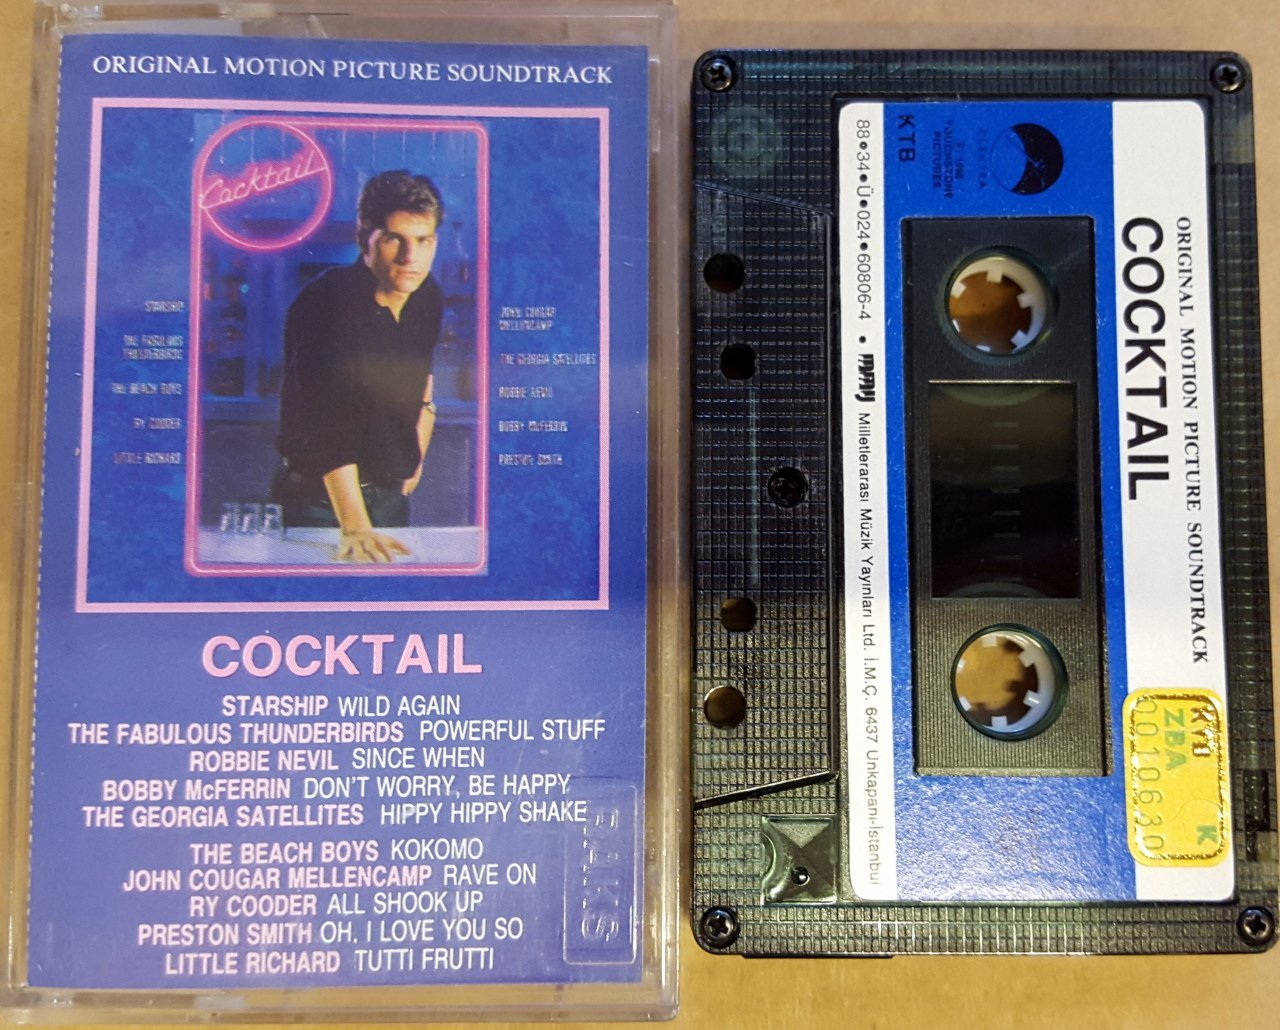 ORIGINAL MOTION PICTURE SOUNDTRACK
Cocktail
STARSHIP
THE FABULOUS
THUNDERBIRDS
THE BEACH BOYS
RY COODER
LITTLE RICHARD
JOHN COUGAR
MELLENCAMP
THE GEORGIA SATELLITES
ROBBIE NEVIL
BOBBY McFERRIN
PRESTON SMITH
COCKTAIL
STARSHIP WILD AGAIN
THE FABULOUS THUNDERBIRDS POWERFUL STUFF
ROBBIE NEVIL SINCE WHEN
BOBBY McFERRIN DON'T WORRY, BE HAPPY
THE GEORGIA SATELLITES HIPPY HIPPY SHAKE
THE BEACH BOYS KOKOMO
JOHN COUGAR MELLENCAMP RAVE ON
RY COODER ALL SHOOK UP
PRESTON SMITH OH, I LOVE YOU SO
LITTLE RICHARD TUTTI FRUTTI
ORIGINAL MOTION PICTURE SOUNDTRACK
COCKTAIL
ELEKTRA
P. 1988
TOUCHSTONE
PICTURES
KTB
88•34•Ü•024•60806-4 • Milletlerarası Müzik Yayınları Ltd. İ.M.Ç. 6437 Unkapanı-İstanbul
ZBA
K